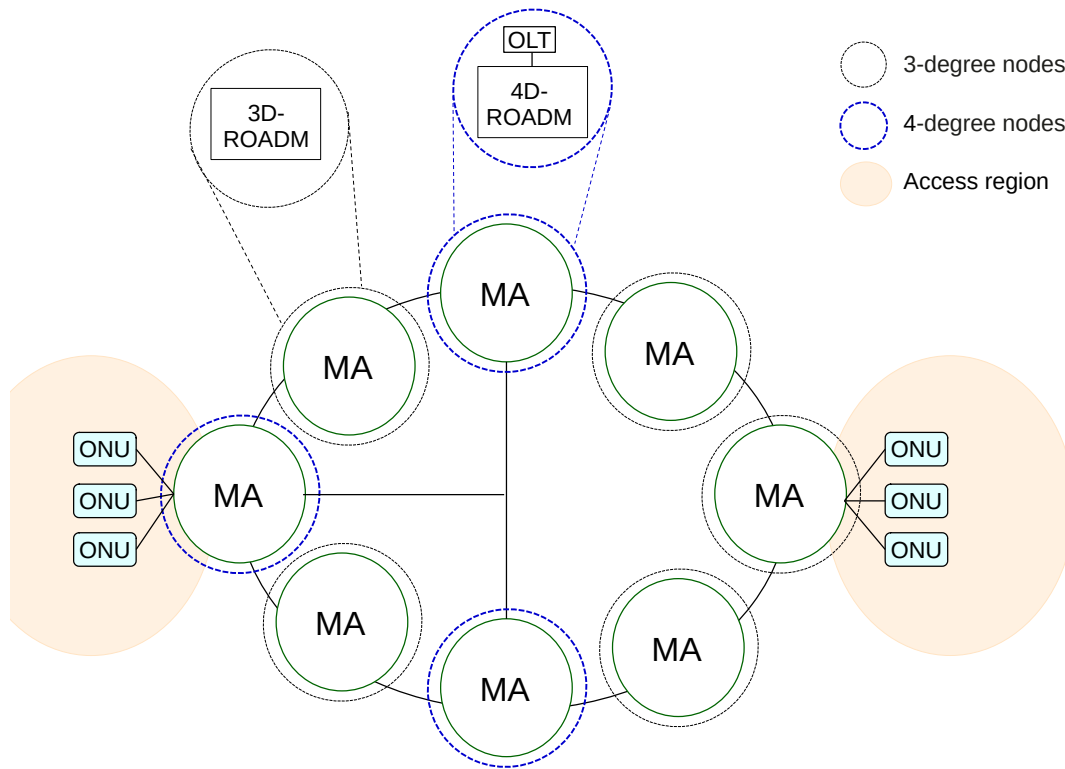 OLT
4D-
ROADM
3D-
ROADM
3-degree nodes
4-degree nodes
Access region
MA
MA
MA
MA
MA
MA
MA
MA
ONU
ONU
ONU
ONU
ONU
ONU